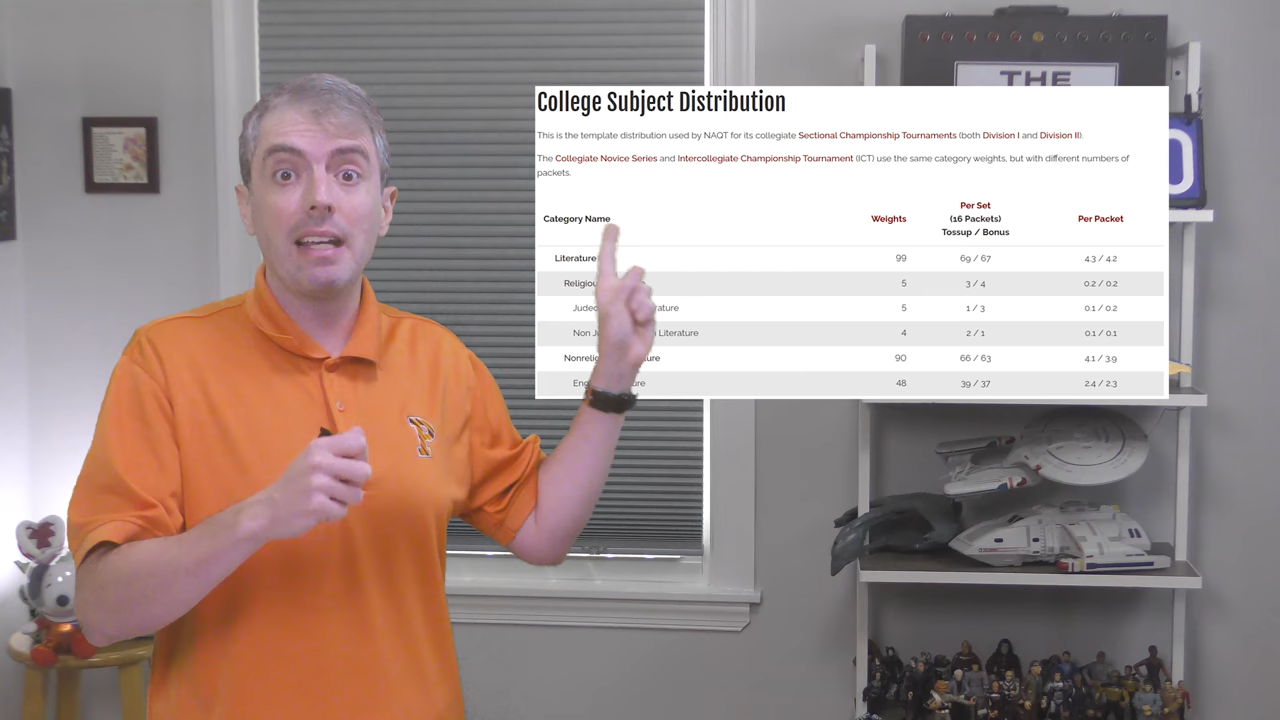 THE
College Subject Distribution
This is the template distribution used by NAQT for its collegiate Sectional Championship Tournaments (both Division I and Division II).
The Collegiate Novice Series and Intercollegiate Championship Tournament (ICT) use the same category weights, but with different numbers of
packets.
Category Name Weights Per Set (16 Packets) Tossup / Bonus Per Packet
Literature 99 69 / 67 4.3 / 4.2
5 3 / 4 0.2 / 0.2
5 1 / 3 0.1 / 0.2
Non Literature 4 2 / 1 0.1 / 0.1
90 66 / 63 4.1 / 3.9
48 39 / 37 2.4 / 2.3
P